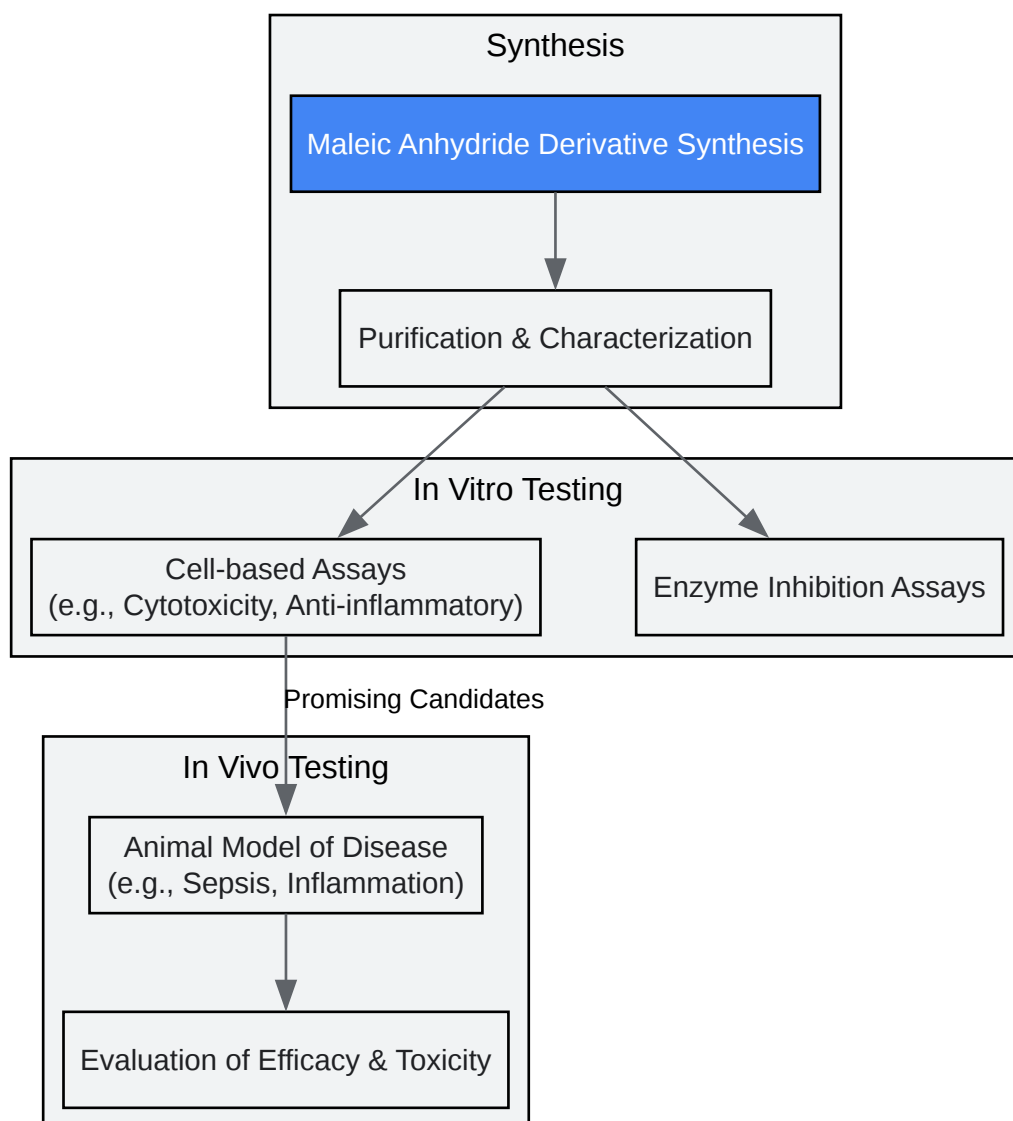 Synthesis
Maleic Anhydride Derivative Synthesis
Purification & Characterization
In Vitro Testing
Cell-based Assays
(e.g., Cytotoxicity, Anti-inflammatory)
Enzyme Inhibition Assays
Promising Candidates
In Vivo Testing
Animal Model of Disease
(e.g., Sepsis, Inflammation)
Evaluation of Efficacy & Toxicity